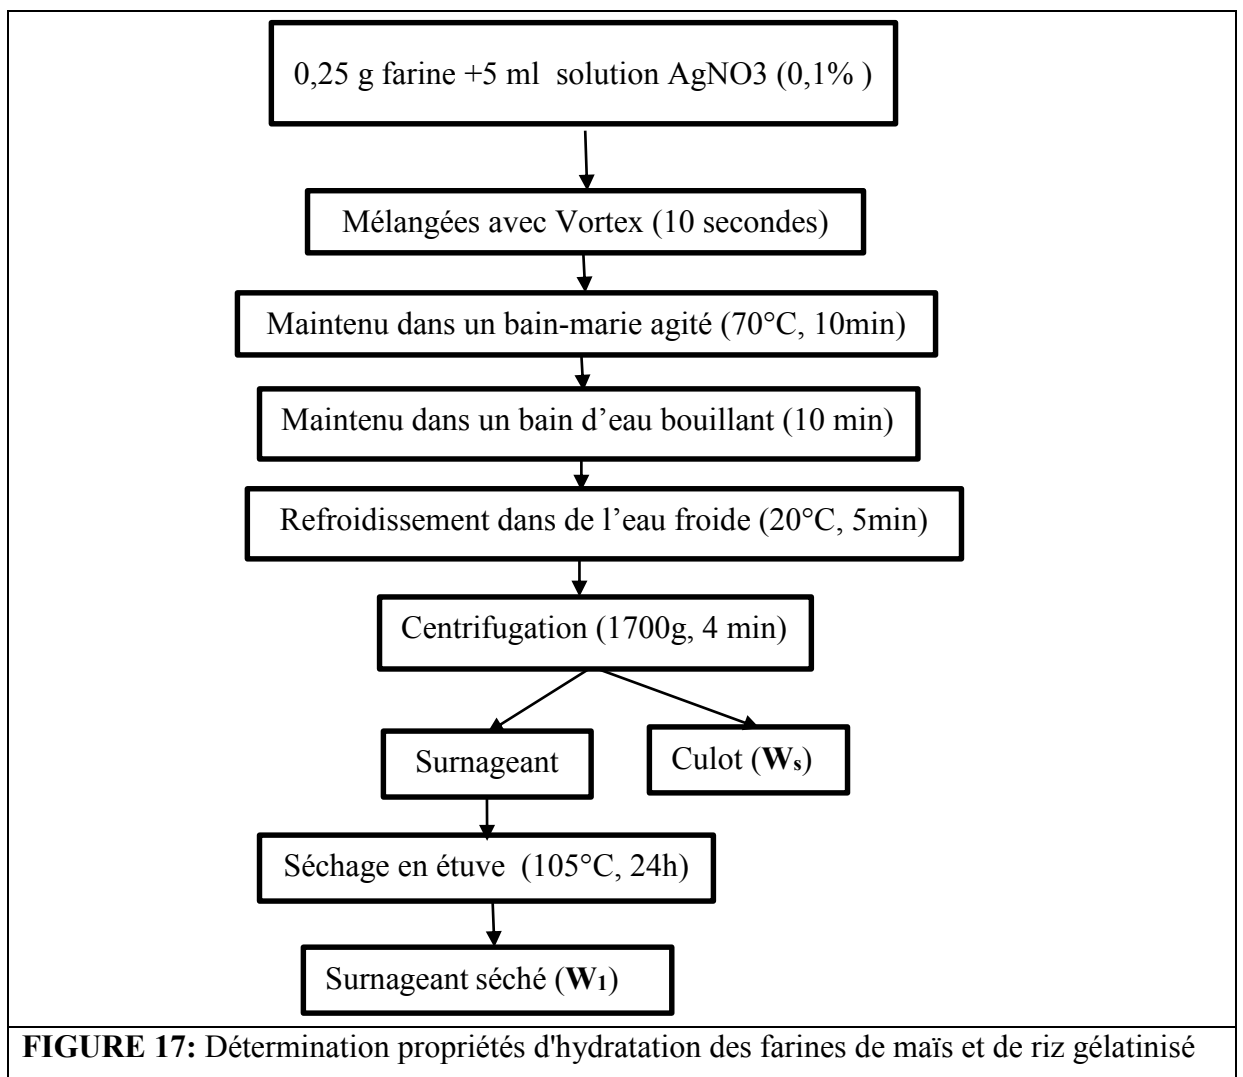 0,25 g farine +5 ml solution AgNO3 (0,1% )
Mélangées avec Vortex (10 secondes)
Maintenu dans un bain-marie agité (70°C, 10min)
Maintenu dans un bain d’eau bouillant (10 min)
Refroidissement dans de l’eau froide (20°C, 5min)
Centrifugation (1700g, 4 min)
Surnageant
Culot (Ws)
Séchage en étuve (105°C, 24h)
Surnageant séché (W1)
FIGURE 17: Détermination propriétés d'hydratation des farines de maïs et de riz gélatinisé